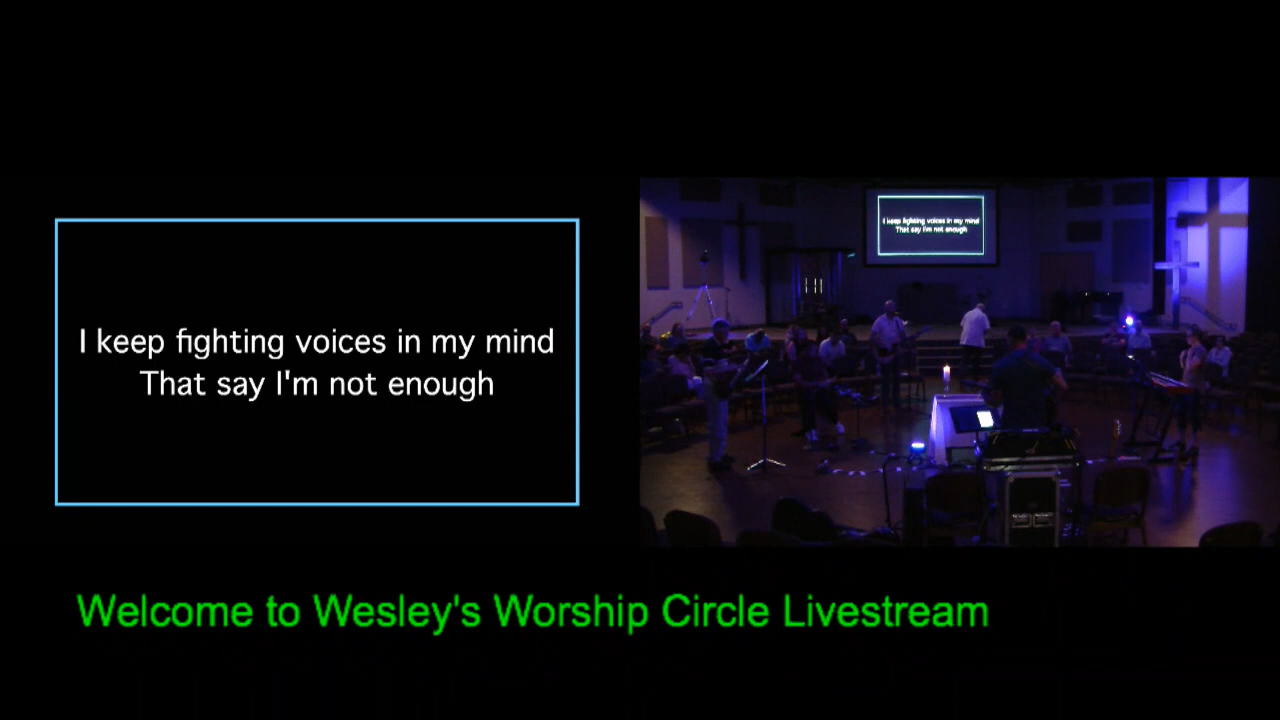 I keep fighting voices in my mind
That say I'm not enough
I keep fighting voices in my mind
That say I'm not enough
Welcome to Wesley's Worship Circle Livestream